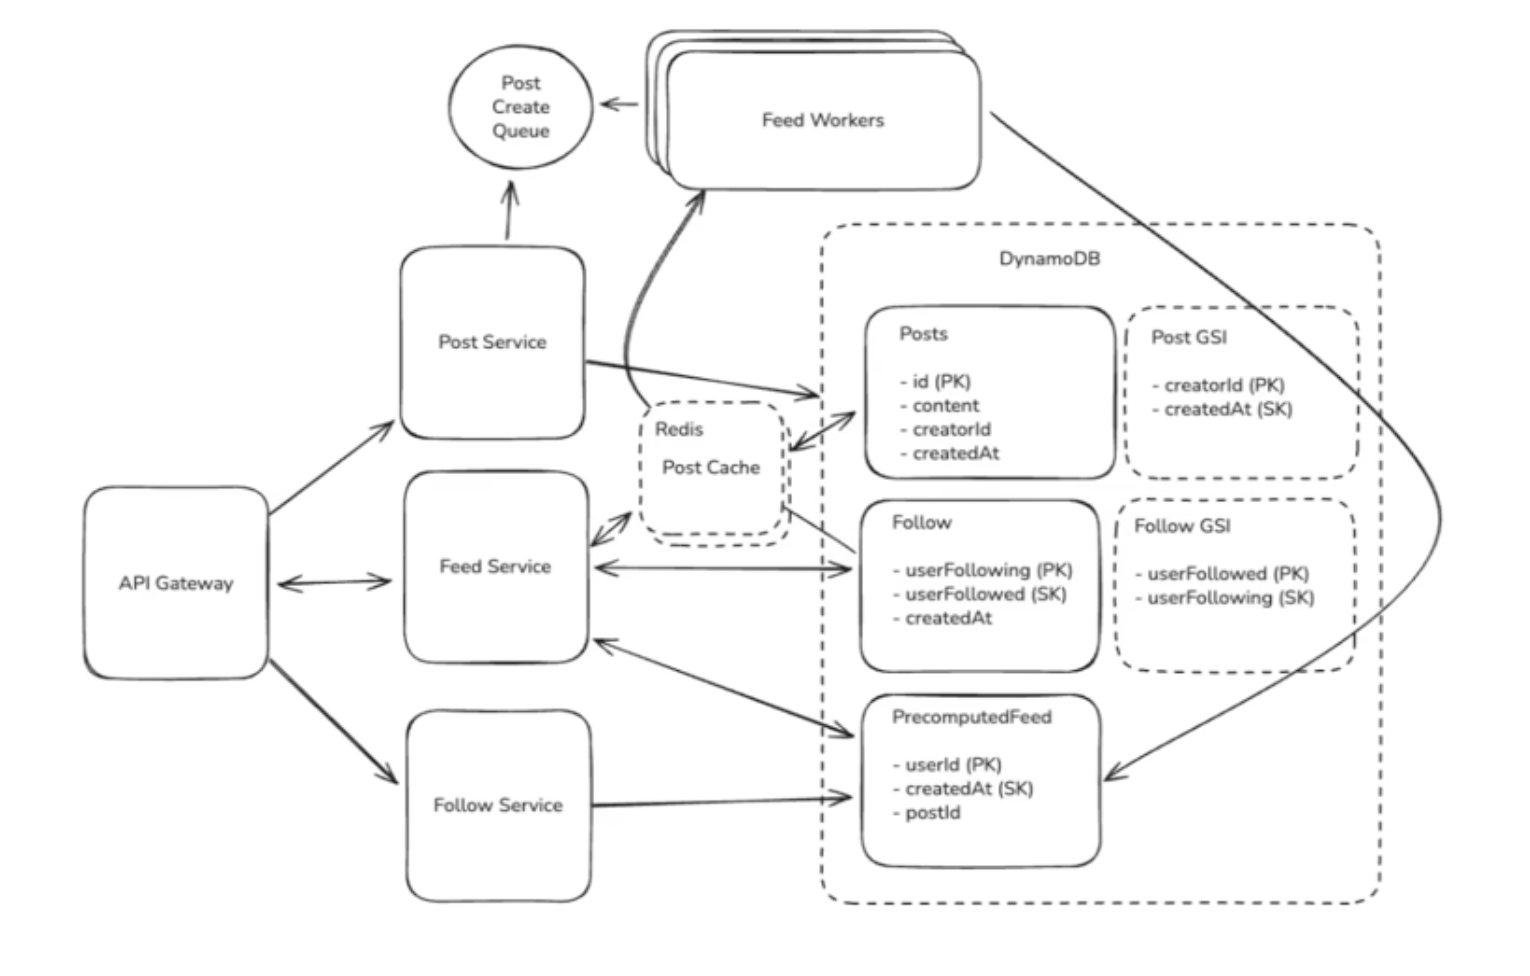 Post
Create
Queue
Feed Workers
DynamoDB
Post Service
Posts
- id (PK)
- content
- creatorId
- createdAt
Post GSI
- creatorId (PK)
- createdAt (SK)
Redis
Post Cache
API Gateway
Feed Service
Follow
- userFollowing (PK)
- userFollowed (SK)
- createdAt
Follow GSI
- userFollowed (PK)
- userFollowing (SK)
PrecomputedFeed
- userId (PK)
- createdAt (SK)
- postId
Follow Service